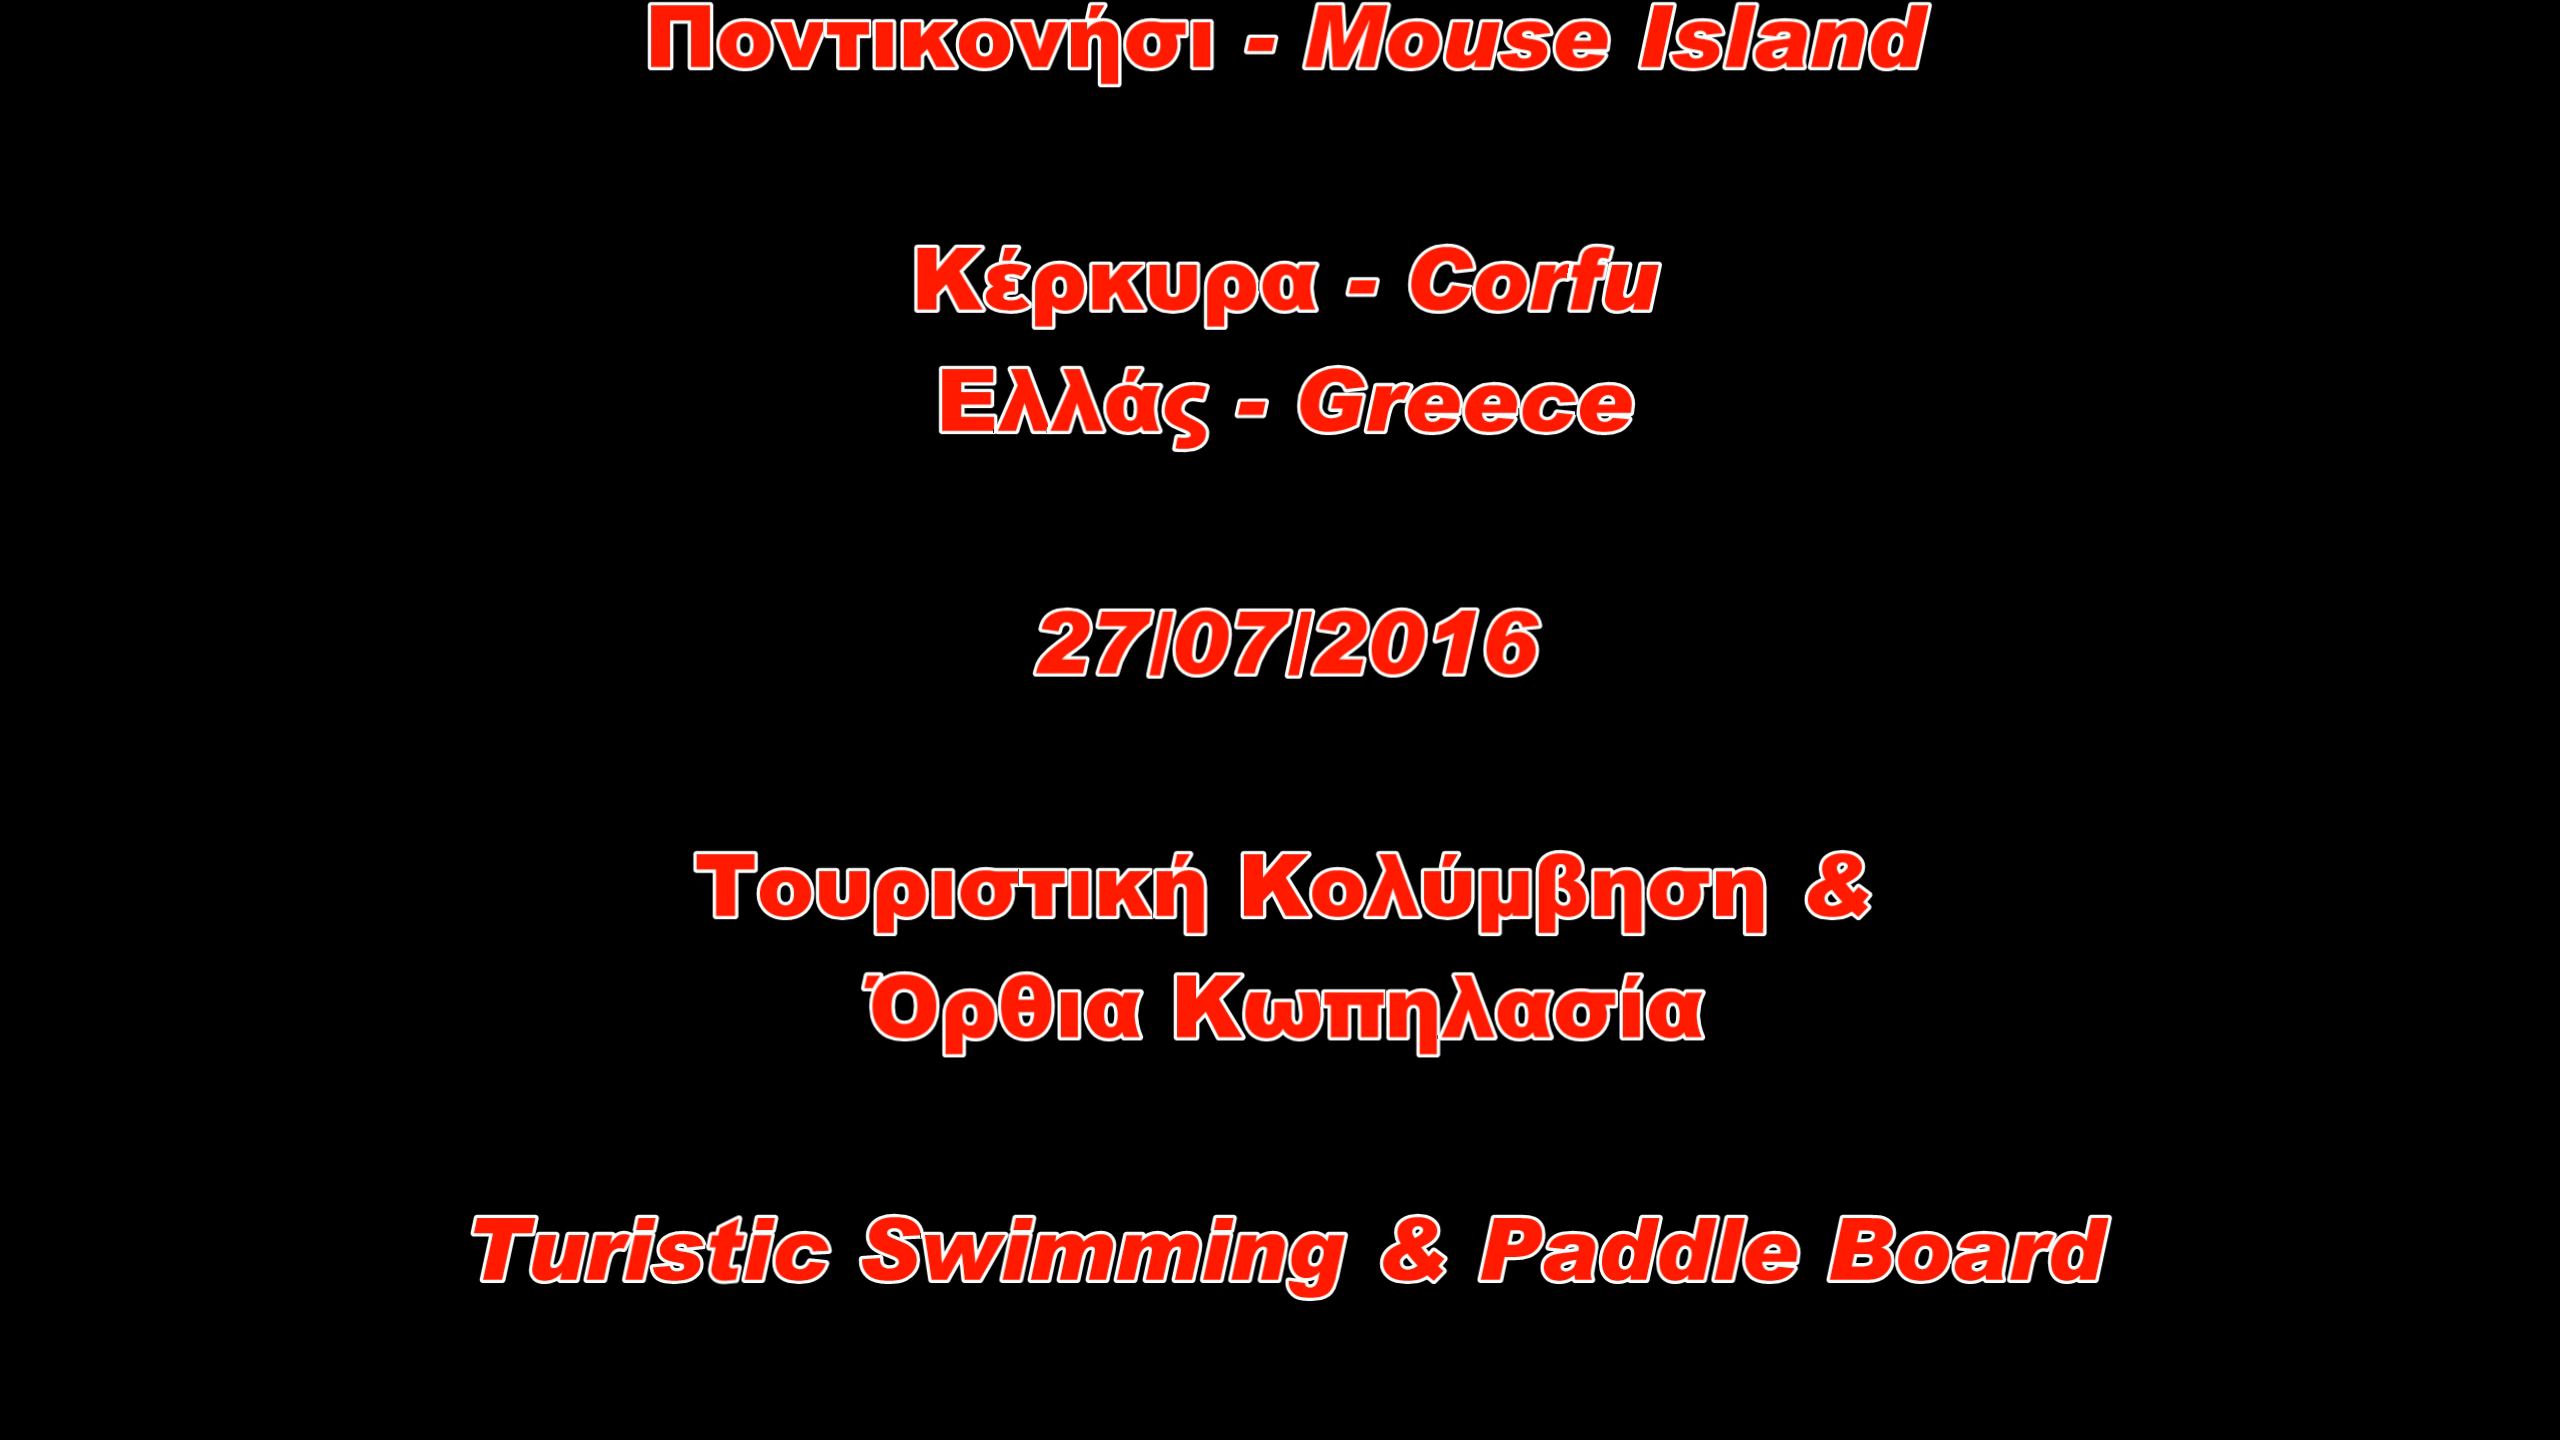 Ποντικονήσι - Mouse Island
Κέρκυρα - Corfu
Ελλάς - Greece
27/07/2016
Τουριστική Κολύμβηση &
Όρθια Κωπηλασία
Turistic Swimming & Paddle Board